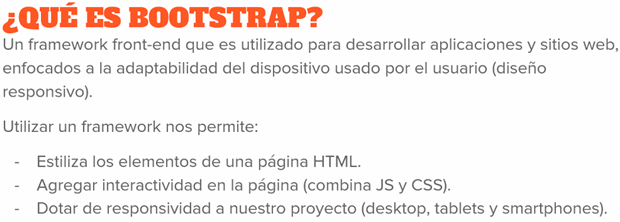 ¿QUÉ ES BOOTSTRAP?
Un framework front-end que es utilizado para desarrollar aplicaciones y sitios web,
enfocados a la adaptabilidad del dispositivo usado por el usuario (diseño
responsivo).
Utilizar un framework nos permite:
- Estiliza los elementos de una página HTML.
- Agregar interactividad en la página (combina JS y CSS).
- Dotar de responsividad a nuestro proyecto (desktop, tablets y smartphones).